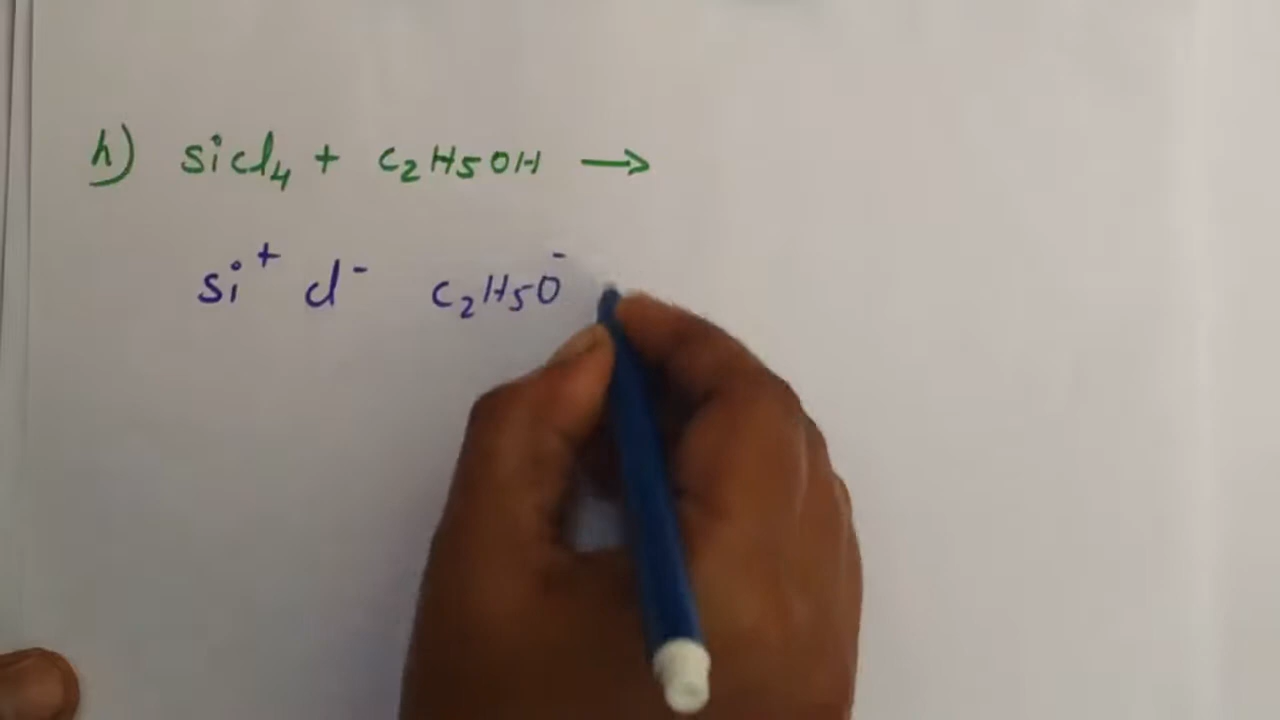 h) SiCl4 + C2H5OH →
Si+ Cl- C2H5O-